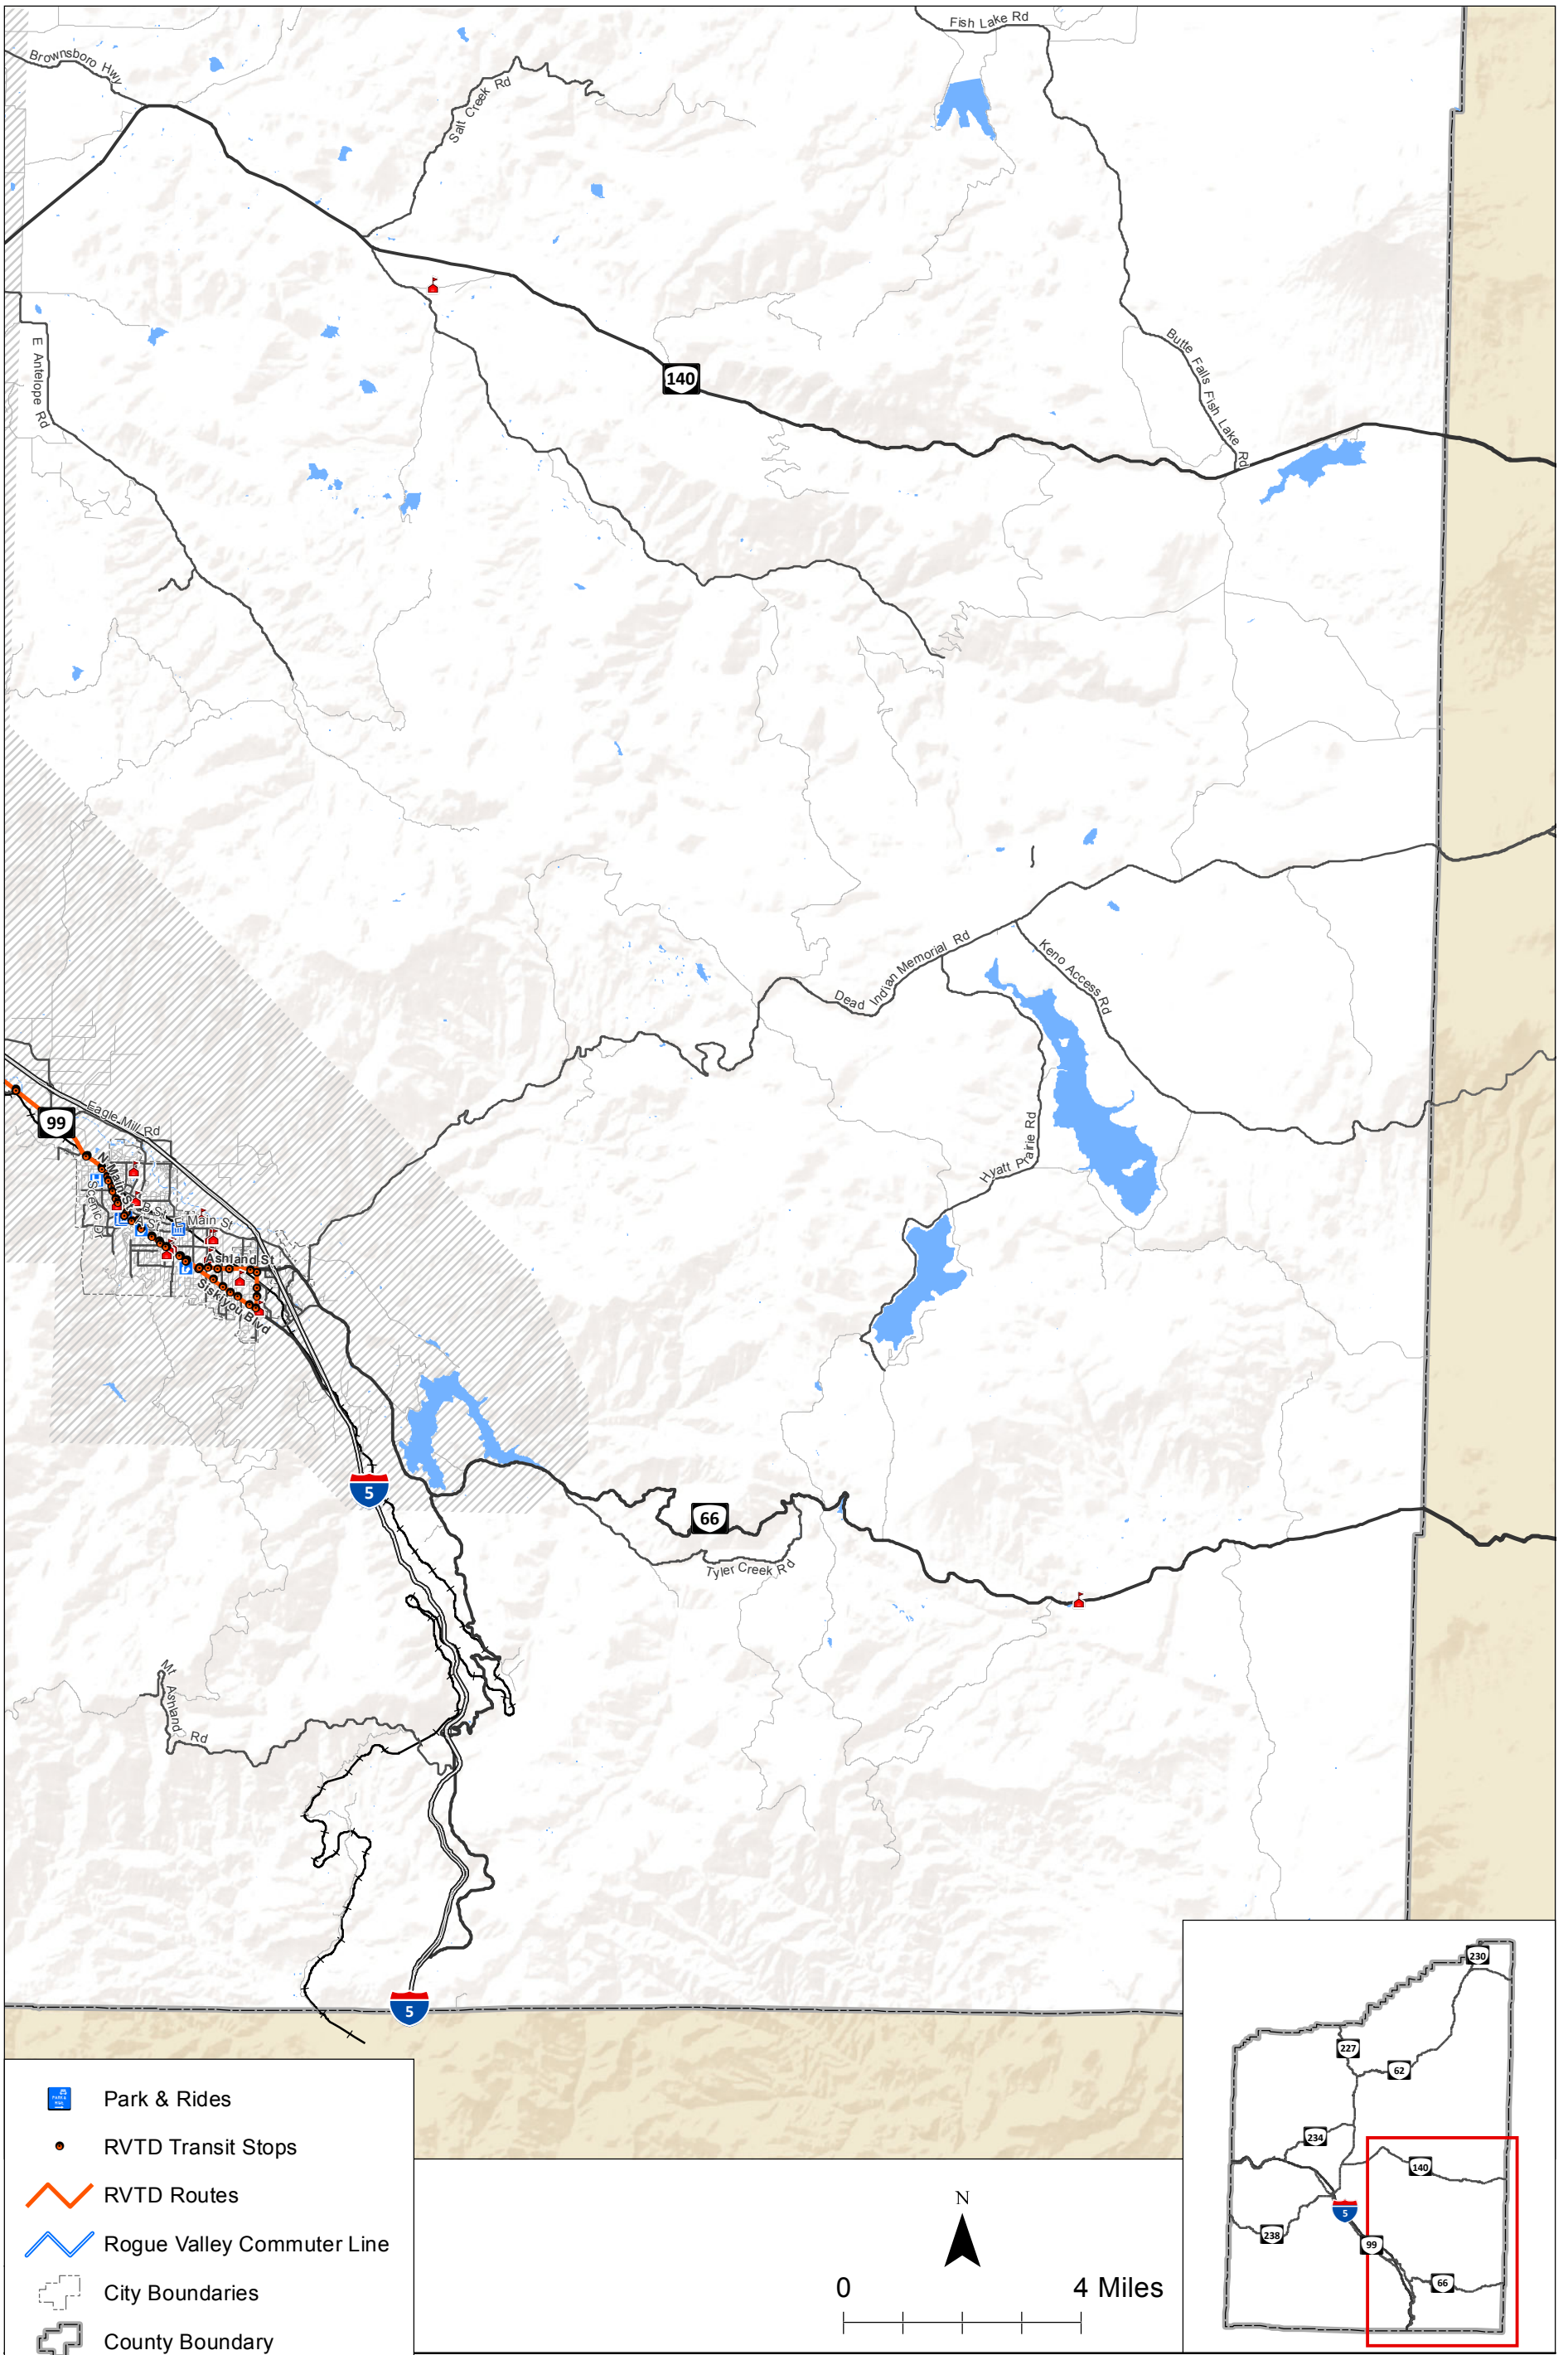 Fish Lake Rd
Brownsboro Hwy
Salt Creek Rd
E Antelope Rd
140
Butte Falls Fish Lake Rd
Dead Indian Memorial Rd
Keno Access Rd
99
Eagle Mill Rd
N Main St
Scenic Dr
B St
A St
E Main St
Ashland St
Siskiyou Blvd
Hyatt Prairie Rd
5
66
Tyler Creek Rd
Mt Ashland Rd
5
230
227
62
234
140
5
238
99
66
Park & Rides
RVTD Transit Stops
RVTD Routes
Rogue Valley Commuter Line
City Boundaries
County Boundary
N
0 4 Miles